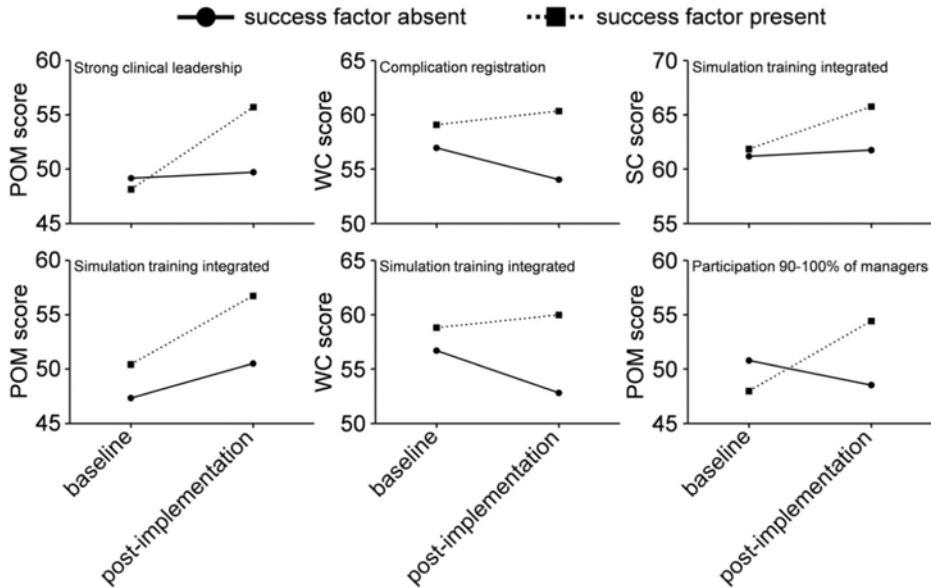 success factor absent
success factor present
60
55
50
45
POM score
Strong clinical leadership
65
60
55
50
WC score
Complication registration
70
65
60
55
SC score
Simulation training integrated
60
55
50
45
POM score
Simulation training integrated
baseline
post-implementation
65
60
55
50
WC score
Simulation training integrated
baseline
post-implementation
60
55
50
45
POM score
Participation 90-100% of managers
baseline
post-implementation